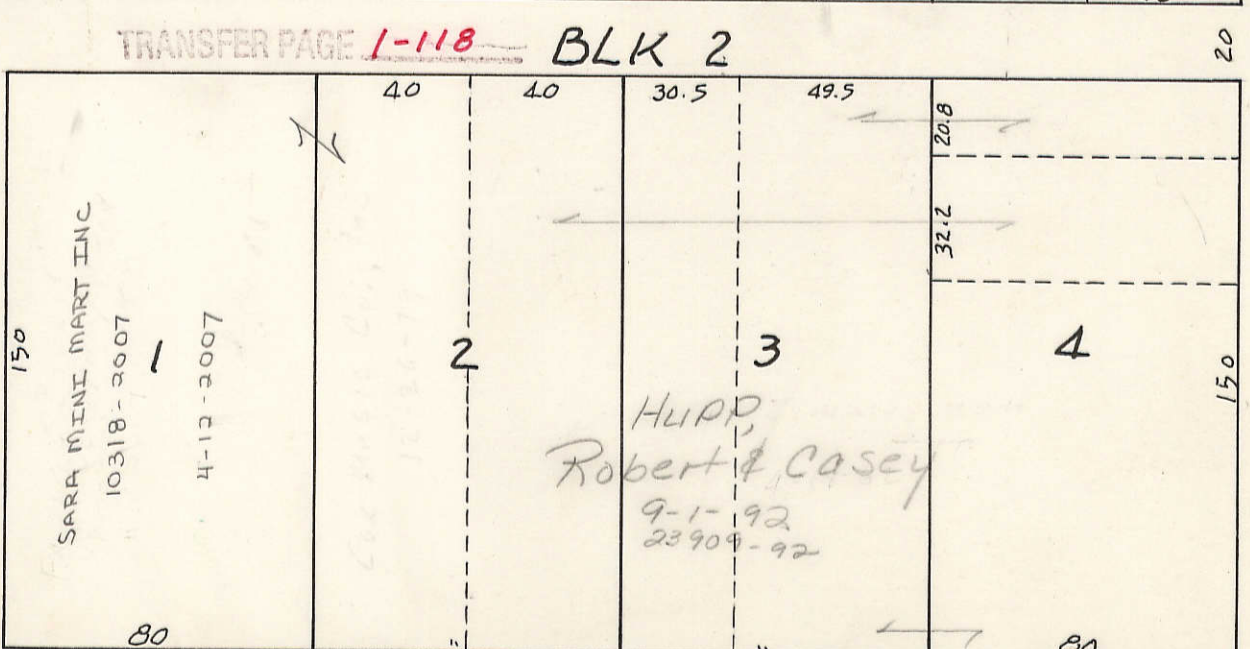 TRANSFER PAGE 1-118 BLK 2
20
40 40 30.5 49.5
20.8
32.2
150
SARA MINI MART INC
10318-2007
4-12-2007
1
2
3
4
150
HUPP,
Robert & Casey
9-1-92
23909-92
80 " " 80